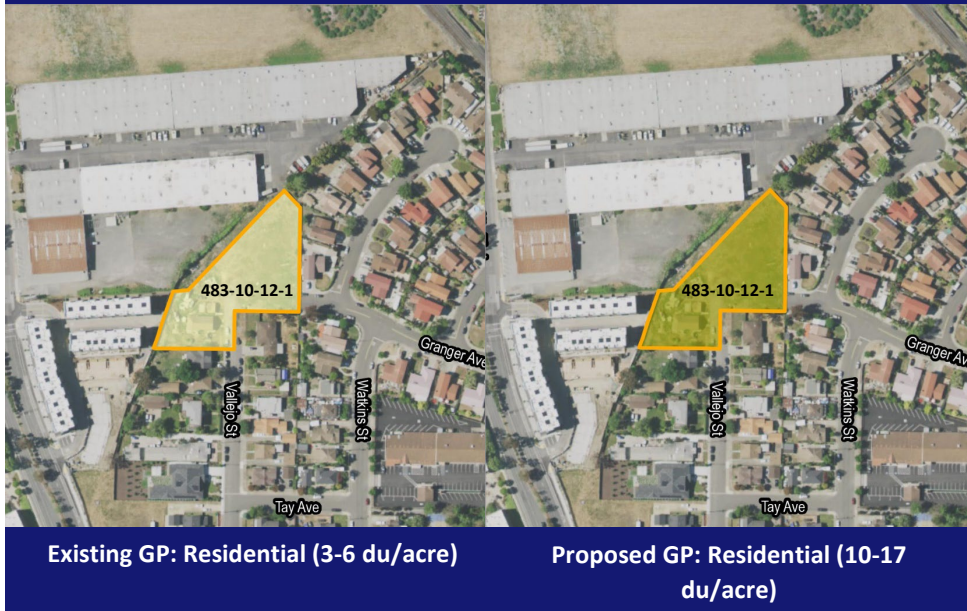 483-10-12-1
Granger Ave
Vallejo St
Watkins St
Tay Ave
Existing GP: Residential (3-6 du/acre)
483-10-12-1
Granger Av
Vallejo St
Watkins St
Tay Ave
Proposed GP: Residential (10-17
du/acre)